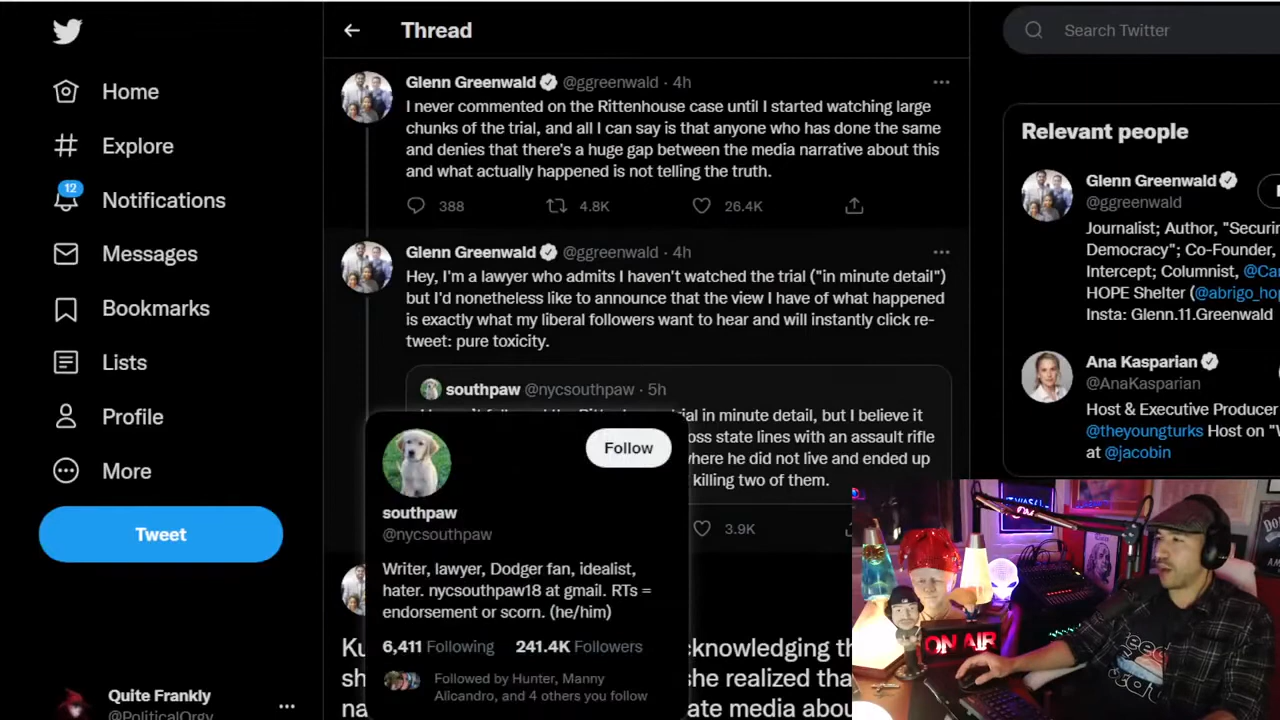 Thread
Search Twitter
Home
Explore
12
Notifications
Messages
Bookmarks
Lists
Profile
More
Tweet
Quite Frankly
@PoliticalOrgy
Glenn Greenwald @ggreenwald · 4h
I never commented on the Rittenhouse case until I started watching large
chunks of the trial, and all I can say is that anyone who has done the same
and denies that there's a huge gap between the media narrative about this
and what actually happened is not telling the truth.
388 4.8K 26.4K
Glenn Greenwald @ggreenwald · 4h
Hey, I'm a lawyer who admits I haven't watched the trial ("in minute detail")
but I'd nonetheless like to announce that the view I have of what happened
is exactly what my liberal followers want to hear and will instantly click re-
tweet: pure toxicity.
southpaw @nycsouthpaw · 5h
in minute detail, but I believe it
state lines with an assault rifle
where he did not live and ended up
killing two of them.
3.9K
Follow
southpaw
@nycsouthpaw
Writer, lawyer, Dodger fan, idealist,
hater. nycsouthpaw18 at gmail. RTs =
endorsement or scorn. (he/him)
6,411 Following 241.4K Followers
Followed by Hunter, Manny
Alicandro, and 4 others you follow
she realized
Relevant people
Glenn Greenwald
@ggreenwald
Journalist; Author, "Securin
Democracy"; Co-Founder,
Intercept; Columnist, @Car
HOPE Shelter (@abrigo_hop
Insta: Glenn.11.Greenwald
Ana Kasparian
@AnaKasparian
Host & Executive Producer
@theyoungturks Host on "W
at @jacobin
ON AIR